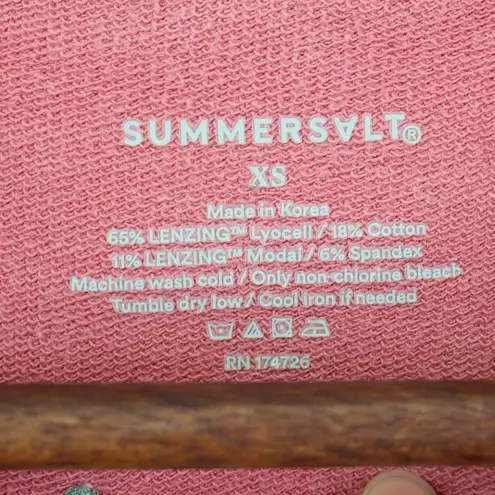 SUMMERSALT®
XS
Made in Korea
65% LENZING™ Lyocell / 18% Cotton
11% LENZING™ Modal / 6% Spandex
Machine wash cold / Only non-chlorine bleach
Tumble dry low / Cool iron if needed
RN 174726